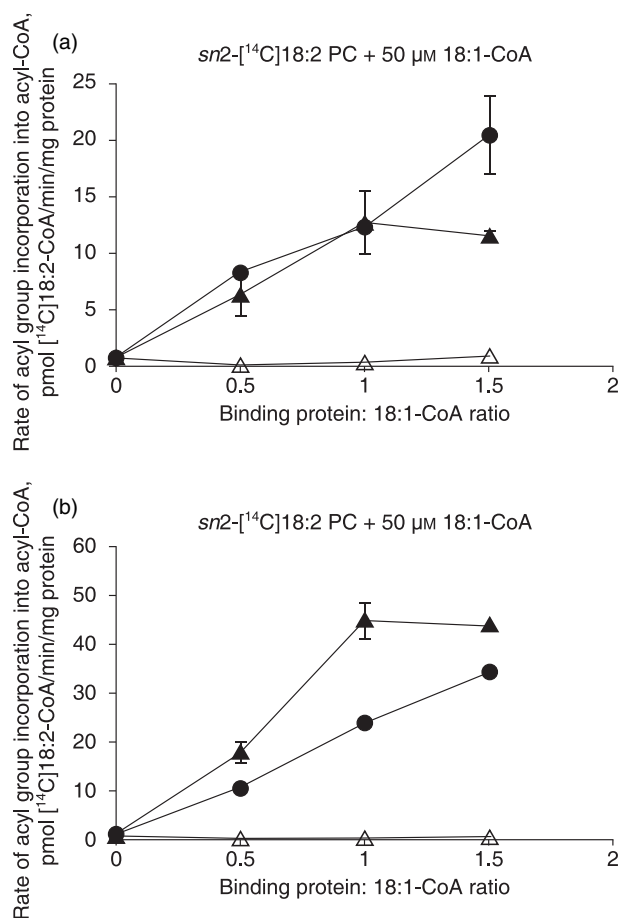 (a)
sn2-[¹⁴C]18:2 PC + 50 μM 18:1-CoA
Rate of acyl group incorporation into acyl-CoA,
pmol [¹⁴C]18:2-CoA/min/mg protein
25
20
15
10
5
0
0 0.5 1 1.5 2
Binding protein: 18:1-CoA ratio
(b)
sn2-[¹⁴C]18:2 PC + 50 μM 18:1-CoA
Rate of acyl group incorporation into acyl-CoA,
pmol [¹⁴C]18:2-CoA/min/mg protein
60
50
40
30
20
10
0
0 0.5 1 1.5 2
Binding protein: 18:1-CoA ratio